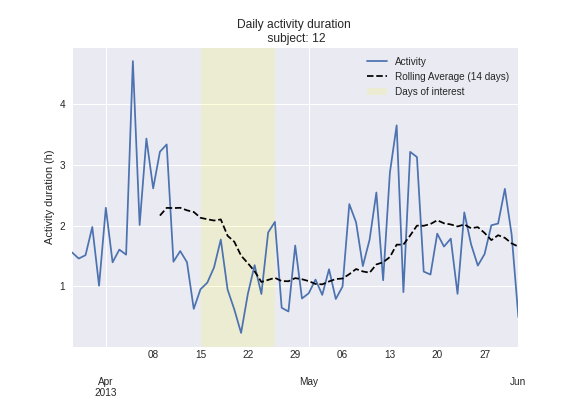 Daily activity duration
subject: 12
Activity
Rolling Average (14 days)
Days of interest
Activity duration (h)
4
3
2
1
08 15 22 29 06 13 20 27
Apr May Jun
2013